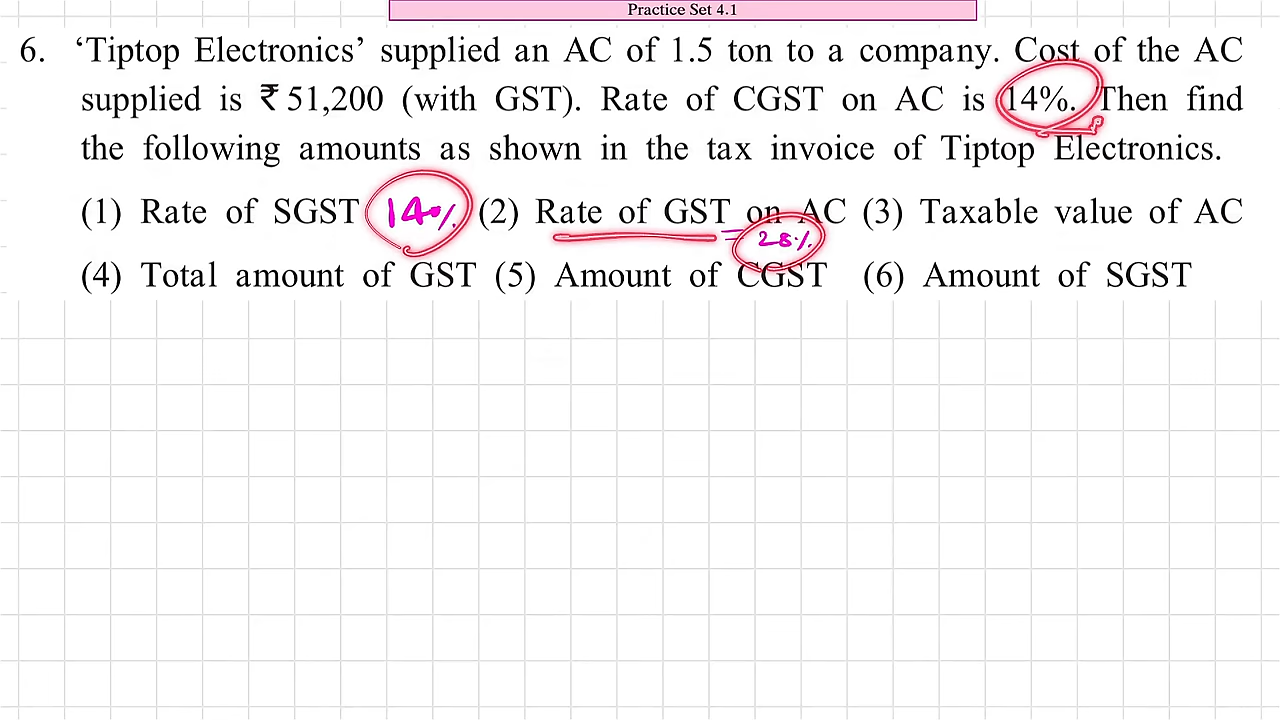 Practice Set 4.1
6. ‘Tiptop Electronics’ supplied an AC of 1.5 ton to a company. Cost of the AC
supplied is ₹ 51,200 (with GST). Rate of CGST on AC is 14%. Then find
the following amounts as shown in the tax invoice of Tiptop Electronics.
(1) Rate of SGST 14% (2) Rate of GST on AC (3) Taxable value of AC
= 28%
(4) Total amount of GST (5) Amount of CGST (6) Amount of SGST